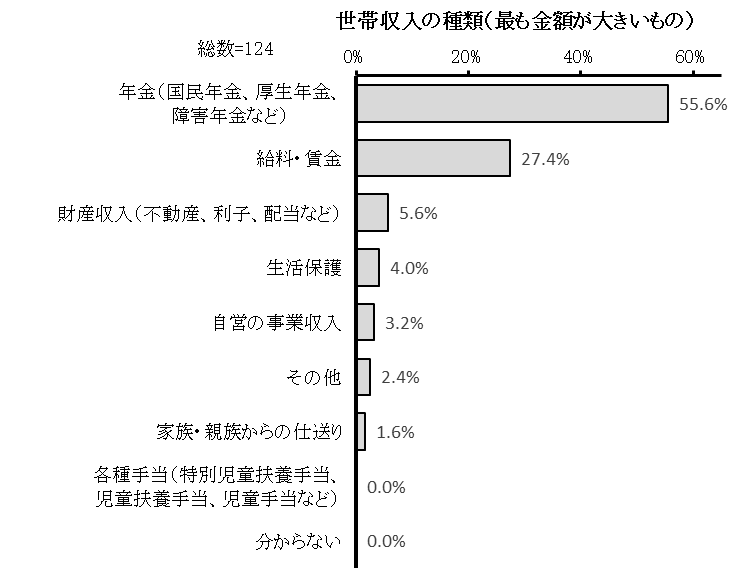 世帯収入の種類（最も金額が大きいもの）
総数=124
0%
20%
40%
60%
年金（国民年金、厚生年金、
障害年金など）
55.6%
給料・賃金
27.4%
財産収入（不動産、利子、配当など）
5.6%
生活保護
4.0%
自営の事業収入
3.2%
その他
2.4%
家族・親族からの仕送り
1.6%
各種手当（特別児童扶養手当、
児童扶養手当、児童手当など）
0.0%
分からない
0.0%